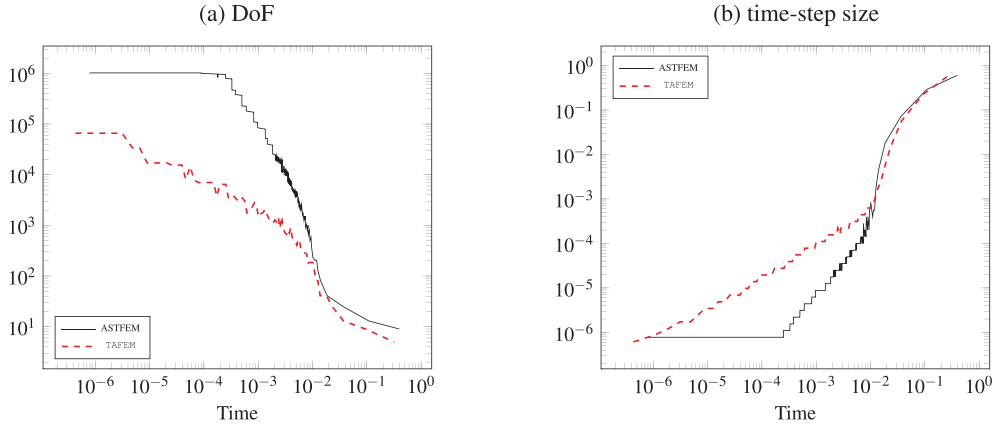 (a) DoF
10^6
10^5
10^4
10^3
10^2
10^1
ASTFEM
TAFEM
10^-6 10^-5 10^-4 10^-3 10^-2 10^-1 10^0
Time
(b) time-step size
10^0
10^-1
10^-2
10^-3
10^-4
10^-5
10^-6
ASTFEM
TAFEM
10^-6 10^-5 10^-4 10^-3 10^-2 10^-1 10^0
Time